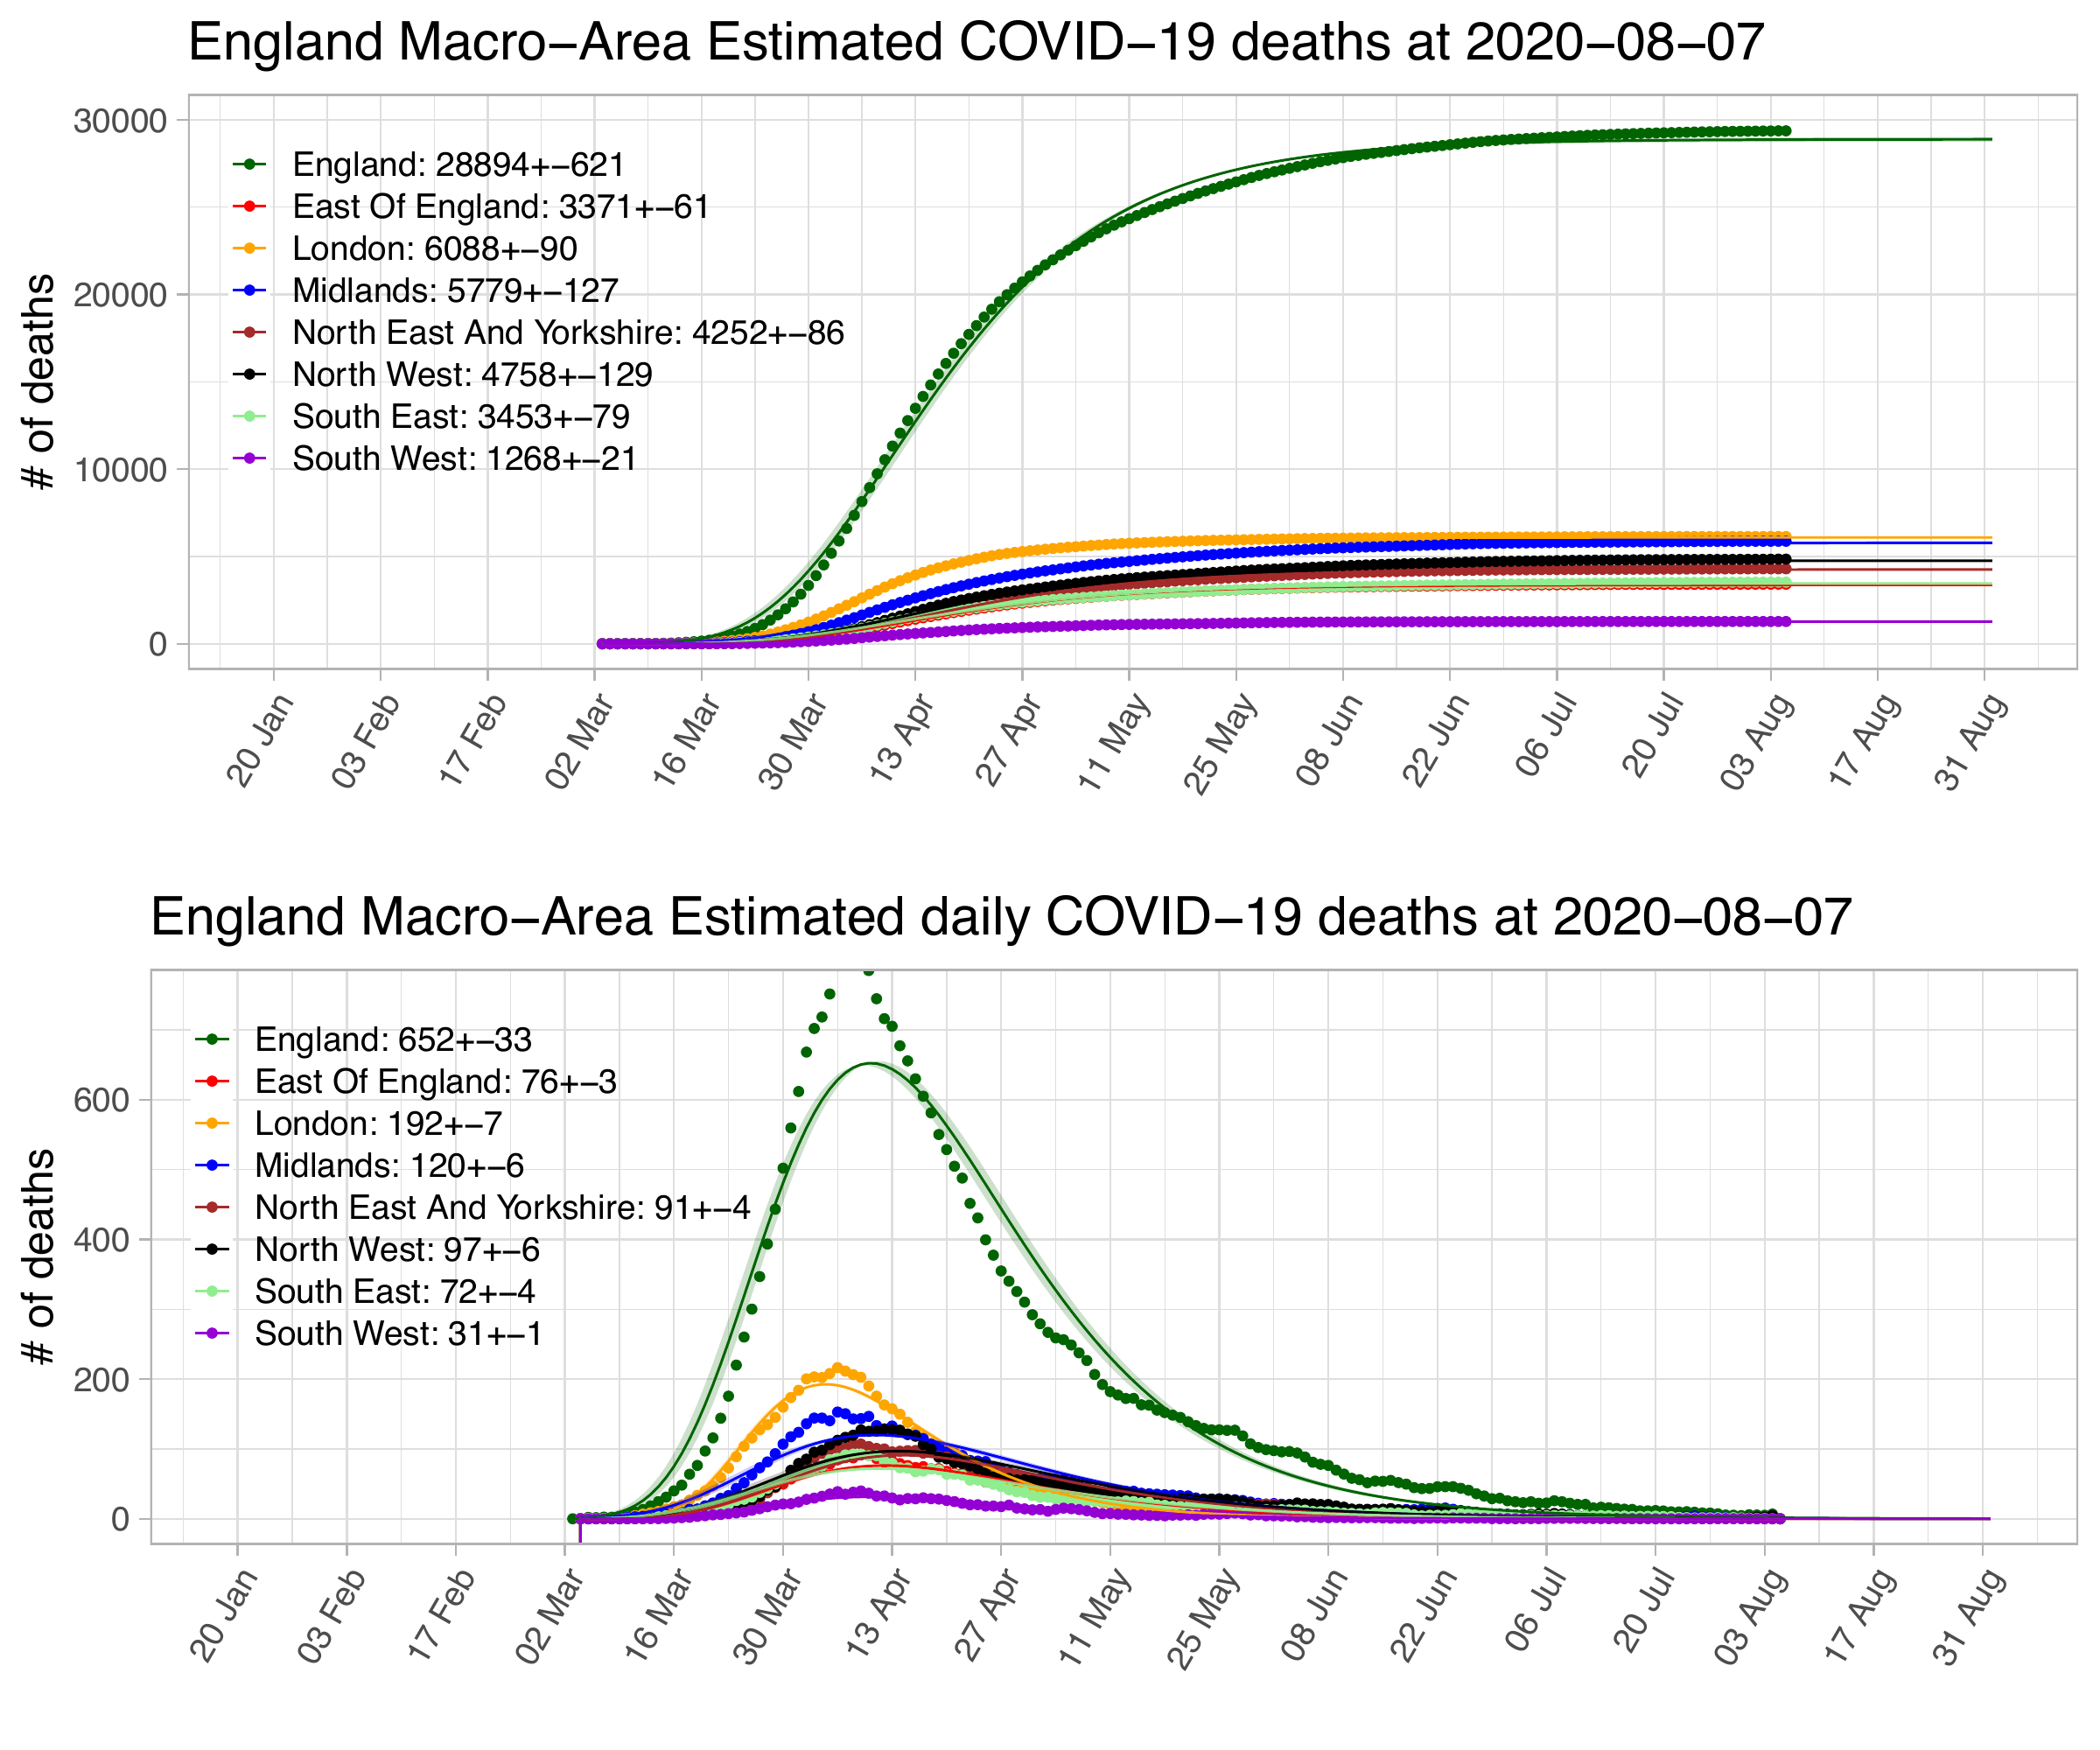 England Macro−Area Estimated COVID−19 deaths at 2020−08−07
# of deaths
30000
20000
10000
0
England: 28894+−621
East Of England: 3371+−61
London: 6088+−90
Midlands: 5779+−127
North East And Yorkshire: 4252+−86
North West: 4758+−129
South East: 3453+−79
South West: 1268+−21
20 Jan
03 Feb
17 Feb
02 Mar
16 Mar
30 Mar
13 Apr
27 Apr
11 May
25 May
08 Jun
22 Jun
06 Jul
20 Jul
03 Aug
17 Aug
31 Aug
England Macro−Area Estimated daily COVID−19 deaths at 2020−08−07
# of deaths
600
400
200
0
England: 652+−33
East Of England: 76+−3
London: 192+−7
Midlands: 120+−6
North East And Yorkshire: 91+−4
North West: 97+−6
South East: 72+−4
South West: 31+−1
20 Jan
03 Feb
17 Feb
02 Mar
16 Mar
30 Mar
13 Apr
27 Apr
11 May
25 May
08 Jun
22 Jun
06 Jul
20 Jul
03 Aug
17 Aug
31 Aug